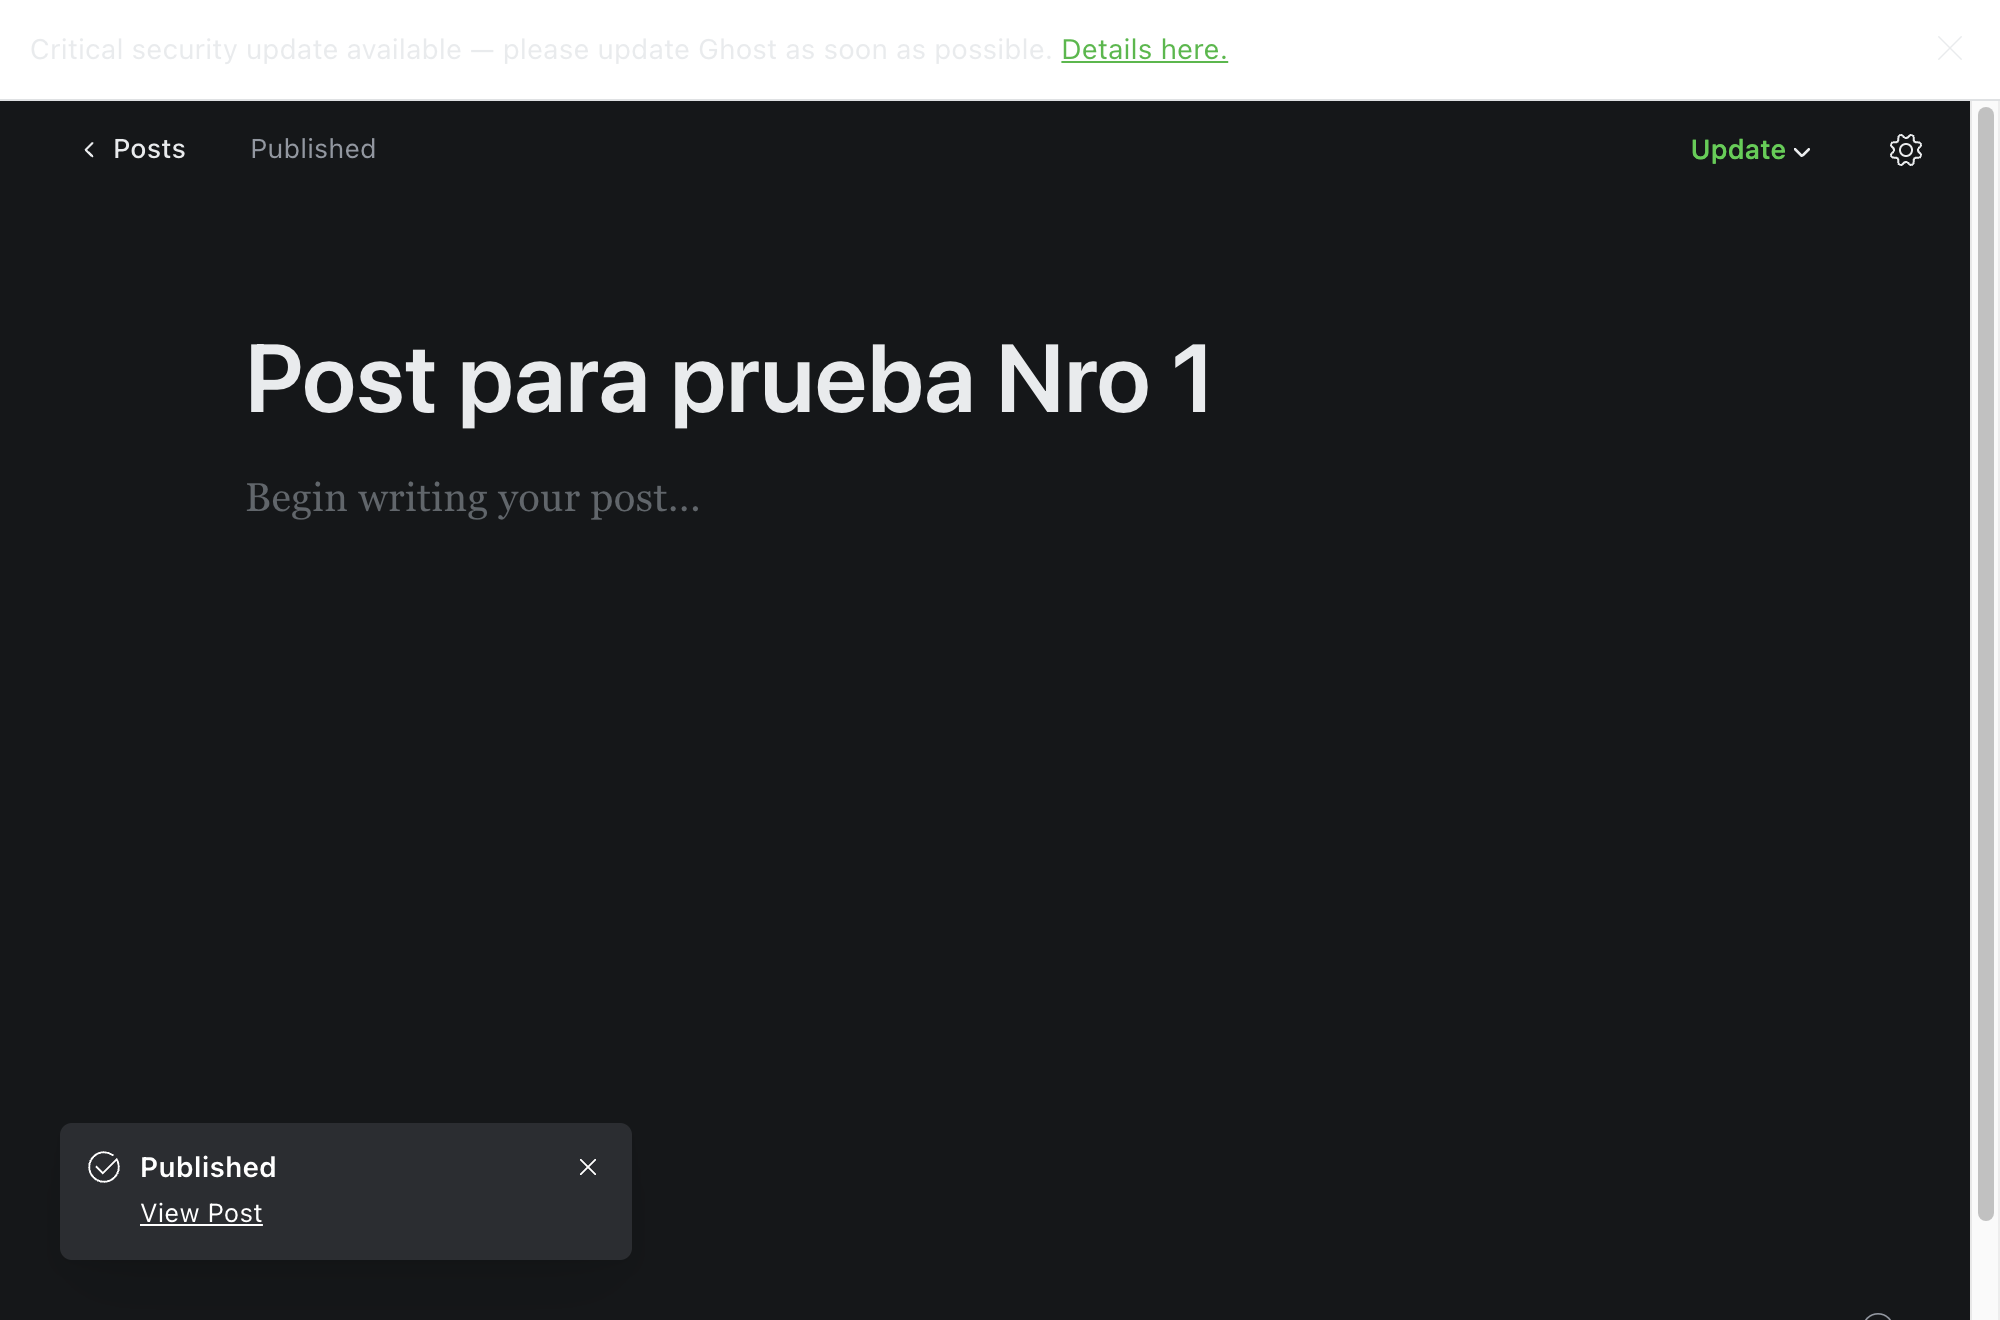 Critical security update available — please update Ghost as soon as possible. Details here.
Posts
Published
Update
Post para prueba Nro 1
Begin writing your post...
Published
View Post